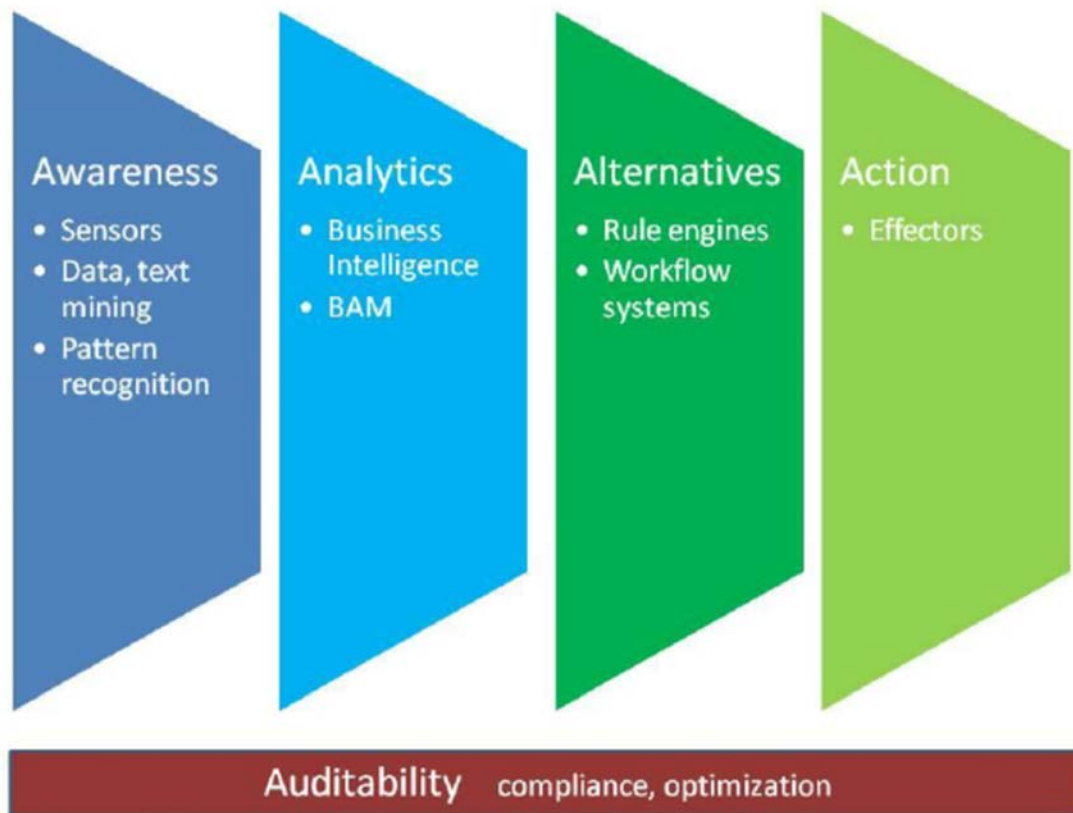 Awareness
• Sensors
• Data, text
mining
• Pattern
recognition
Analytics
• Business
Intelligence
• BAM
Alternatives
• Rule engines
• Workflow
systems
Action
• Effectors
Auditability compliance, optimization